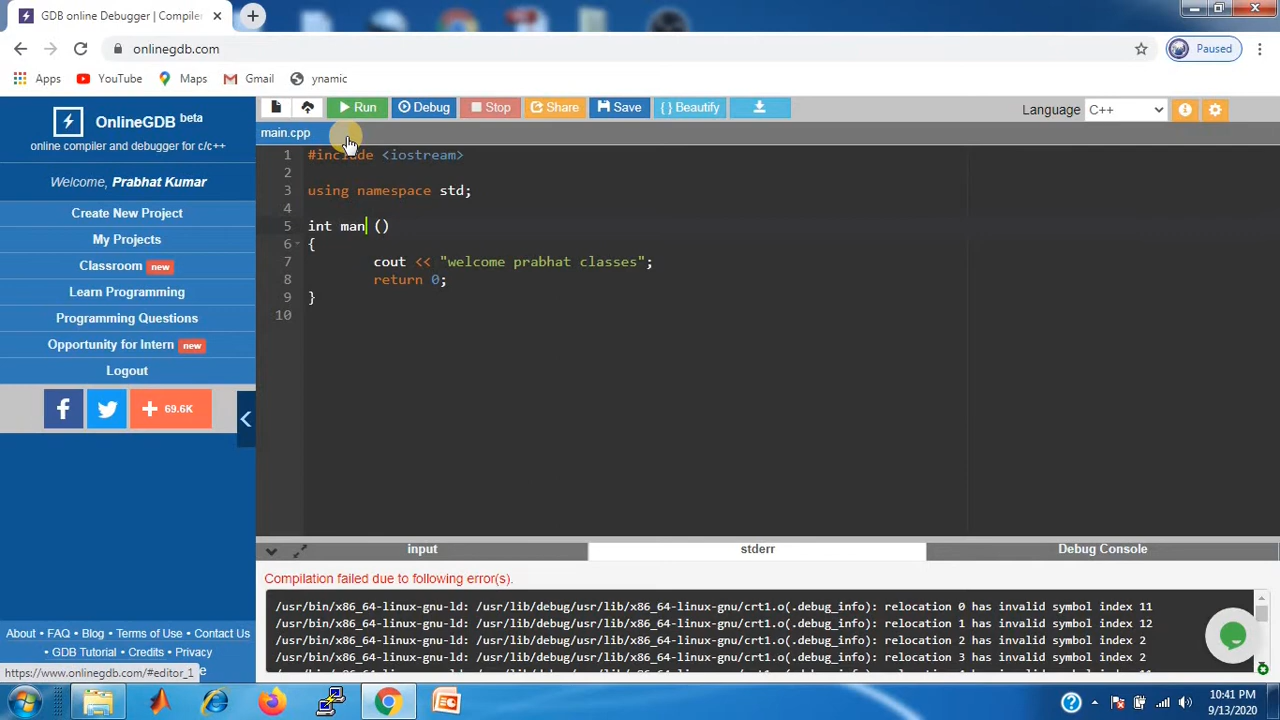 GDB online Debugger | Compiler
onlinegdb.com
Paused
Apps YouTube Maps Gmail ynamic
OnlineGDB beta
online compiler and debugger for c/c++
Welcome, Prabhat Kumar
Create New Project
My Projects
Classroom new
Learn Programming
Programming Questions
Opportunity for Intern new
Logout
f + 69.6K
About • FAQ • Blog • Terms of Use • Contact Us
• GDB Tutorial • Credits • Privacy
https://www.onlinegdb.com/#editor_1
Run Debug Stop Share Save { } Beautify
Language C++
main.cpp
1 #include <iostream>
2
3 using namespace std;
4
5 int man ()
6 {
7 cout << "welcome prabhat classes";
8 return 0;
9 }
10
input stderr Debug Console
Compilation failed due to following error(s).
/usr/bin/x86_64-linux-gnu-ld: /usr/lib/debug/usr/lib/x86_64-linux-gnu/crt1.o(.debug_info): relocation 0 has invalid symbol index 11
/usr/bin/x86_64-linux-gnu-ld: /usr/lib/debug/usr/lib/x86_64-linux-gnu/crt1.o(.debug_info): relocation 1 has invalid symbol index 12
/usr/bin/x86_64-linux-gnu-ld: /usr/lib/debug/usr/lib/x86_64-linux-gnu/crt1.o(.debug_info): relocation 2 has invalid symbol index 2
/usr/bin/x86_64-linux-gnu-ld: /usr/lib/debug/usr/lib/x86_64-linux-gnu/crt1.o(.debug_info): relocation 3 has invalid symbol index 2
10:41 PM
9/13/2020